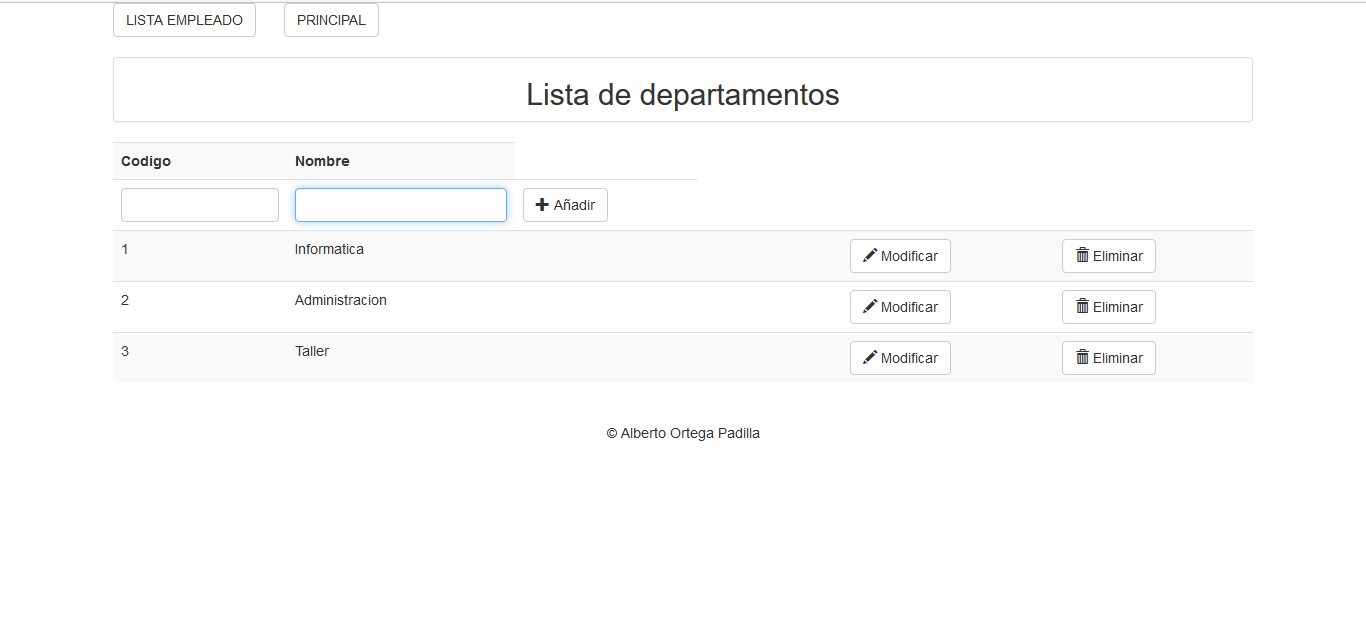 LISTA EMPLEADO PRINCIPAL
Lista de departamentos
Codigo Nombre
Añadir
1 Informatica Modificar Eliminar
2 Administracion Modificar Eliminar
3 Taller Modificar Eliminar
© Alberto Ortega Padilla